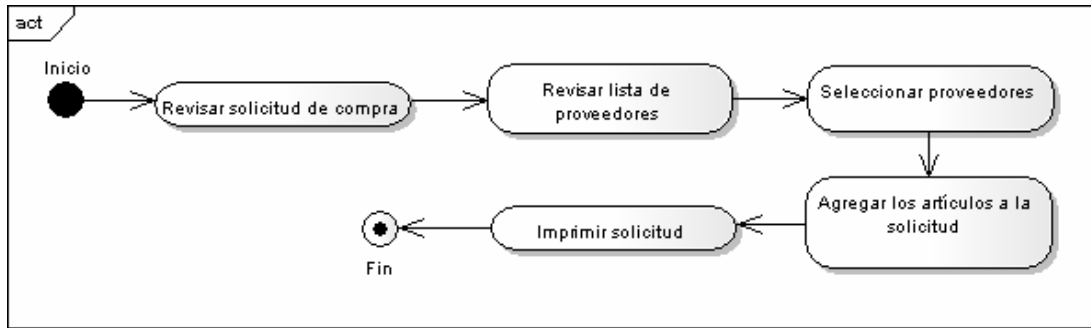 act
Inicio
Revisar solicitud de compra
Revisar lista de
proveedores
Seleccionar proveedores
Agregar los artículos a la
solicitud
Imprimir solicitud
Fin